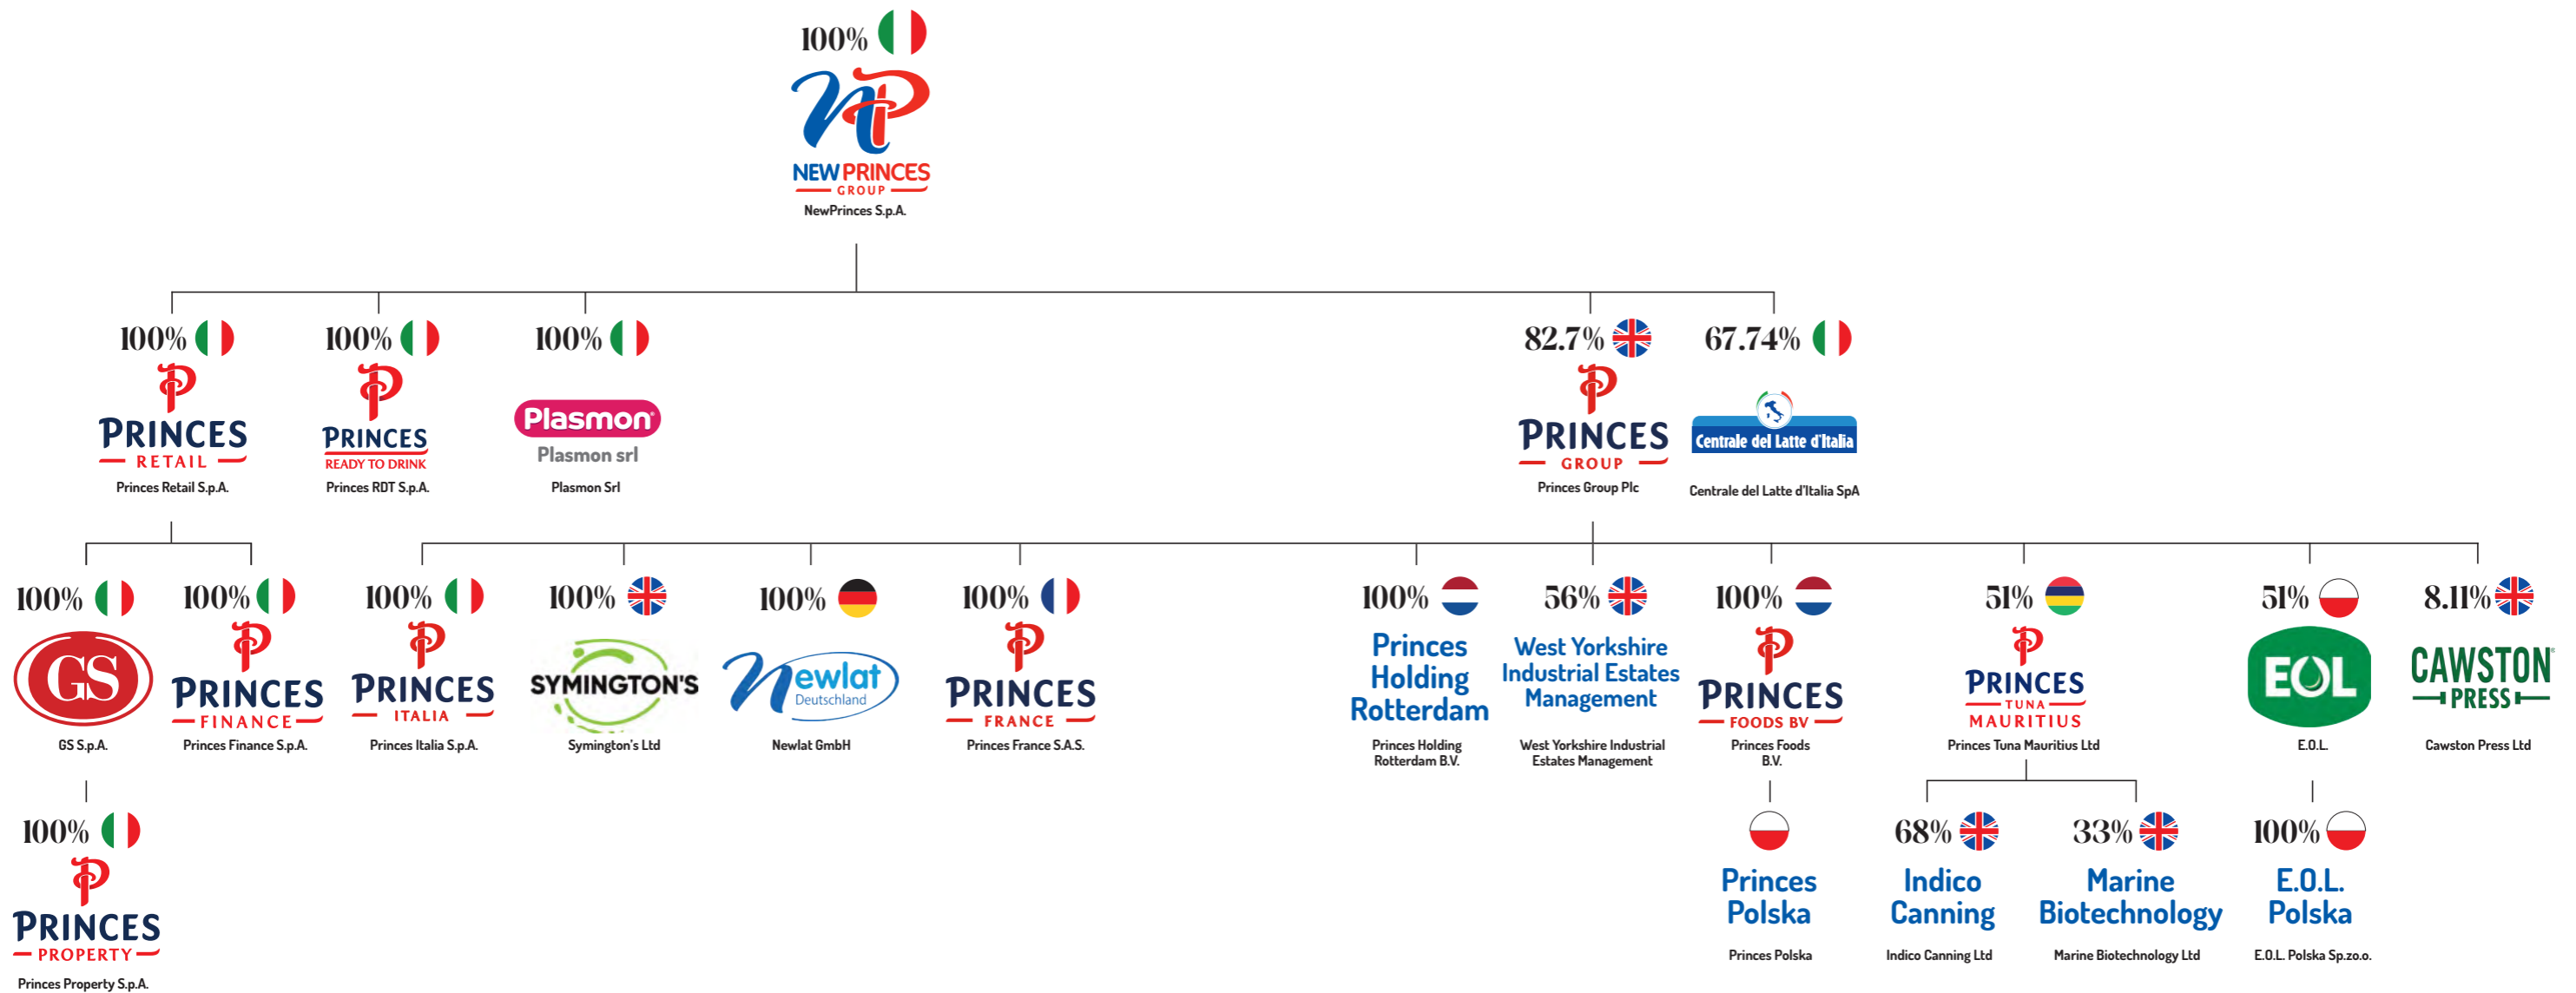 100%
NP
NEW PRINCES
GROUP
NewPrinces S.p.A.
100%
P
PRINCES
RETAIL
Princes Retail S.p.A.
100%
P
PRINCES
READY TO DRINK
Princes RDT S.p.A.
100%
Plasmon®
Plasmon srl
Plasmon Srl
82.7%
P
PRINCES
GROUP
Princes Group Plc
67.74%
Centrale del Latte d'Italia
Centrale del Latte d'Italia SpA
100%
GS
GS S.p.A.
100%
P
PRINCES
FINANCE
Princes Finance S.p.A.
100%
P
PRINCES
ITALIA
Princes Italia S.p.A.
100%
SYMINGTON'S
Symington's Ltd
100%
Newlat
Deutschland
Newlat GmbH
100%
P
PRINCES
FRANCE
Princes France S.A.S.
100%
Princes
Holding
Rotterdam
Princes Holding
Rotterdam B.V.
56%
West Yorkshire
Industrial Estates
Management
West Yorkshire Industrial
Estates Management
100%
P
PRINCES
FOODS BV
Princes Foods
B.V.
51%
P
PRINCES
TUNA
MAURITIUS
Princes Tuna Mauritius Ltd
51%
EOL
E.O.L.
8.11%
CAWSTON
PRESS
Cawston Press Ltd
100%
P
PRINCES
PROPERTY
Princes Property S.p.A.
Princes
Polska
Princes Polska
68%
Indico
Canning
Indico Canning Ltd
33%
Marine
Biotechnology
Marine Biotechnology Ltd
100%
E.O.L.
Polska
E.O.L. Polska Sp.zo.o.